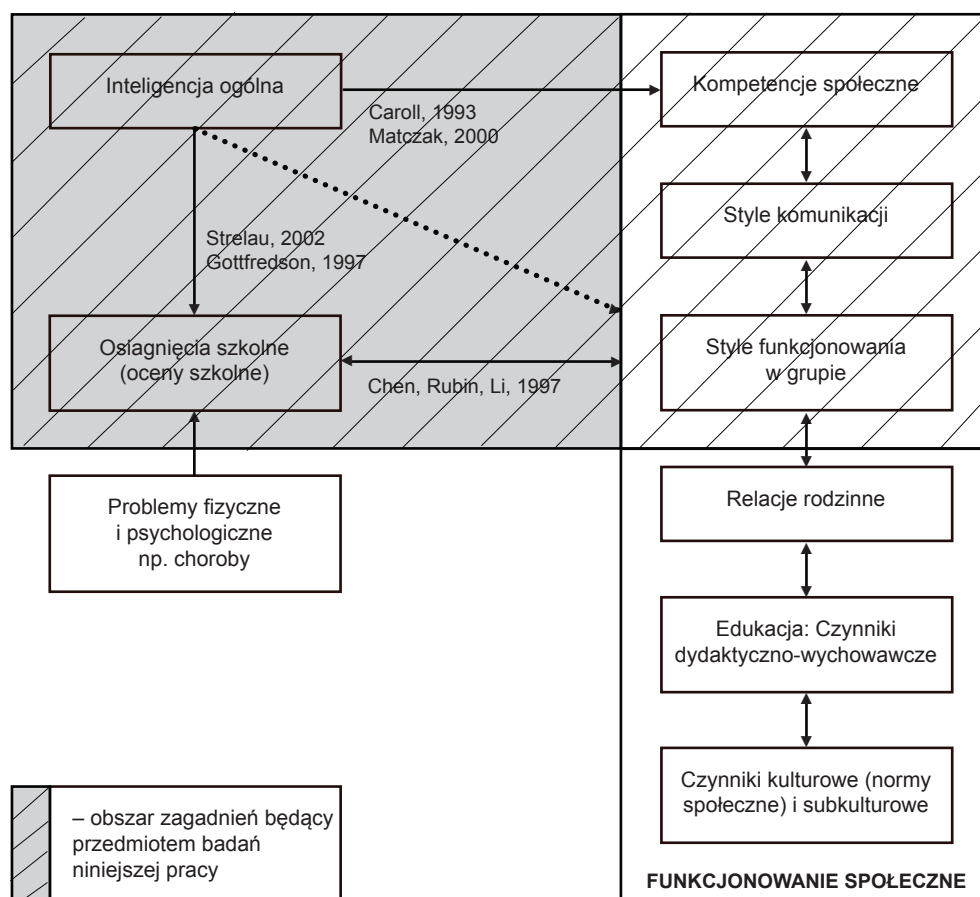 Inteligencja ogólna
Kompetencje społeczne
Caroll, 1993
Matczak, 2000
Style komunikacji
Strelau, 2002
Gottfredson, 1997
Osiagnięcia szkolne
(oceny szkolne)
Style funkcjonowania
w grupie
Chen, Rubin, Li, 1997
Problemy fizyczne
i psychologiczne
np. choroby
Relacje rodzinne
Edukacja: Czynniki
dydaktyczno-wychowawcze
Czynniki kulturowe (normy
społeczne) i subkulturowe
– obszar zagadnień będący
przedmiotem badań
niniejszej pracy
FUNKCJONOWANIE SPOŁECZNE